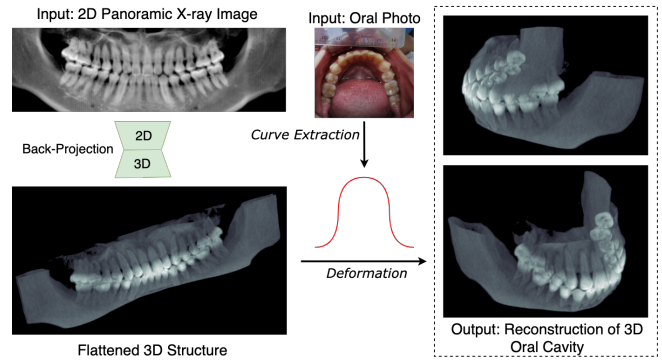 Input: 2D Panoramic X-ray Image
Input: Oral Photo
Back-Projection
2D
3D
Curve Extraction
Deformation
Flattened 3D Structure
Output: Reconstruction of 3D
Oral Cavity